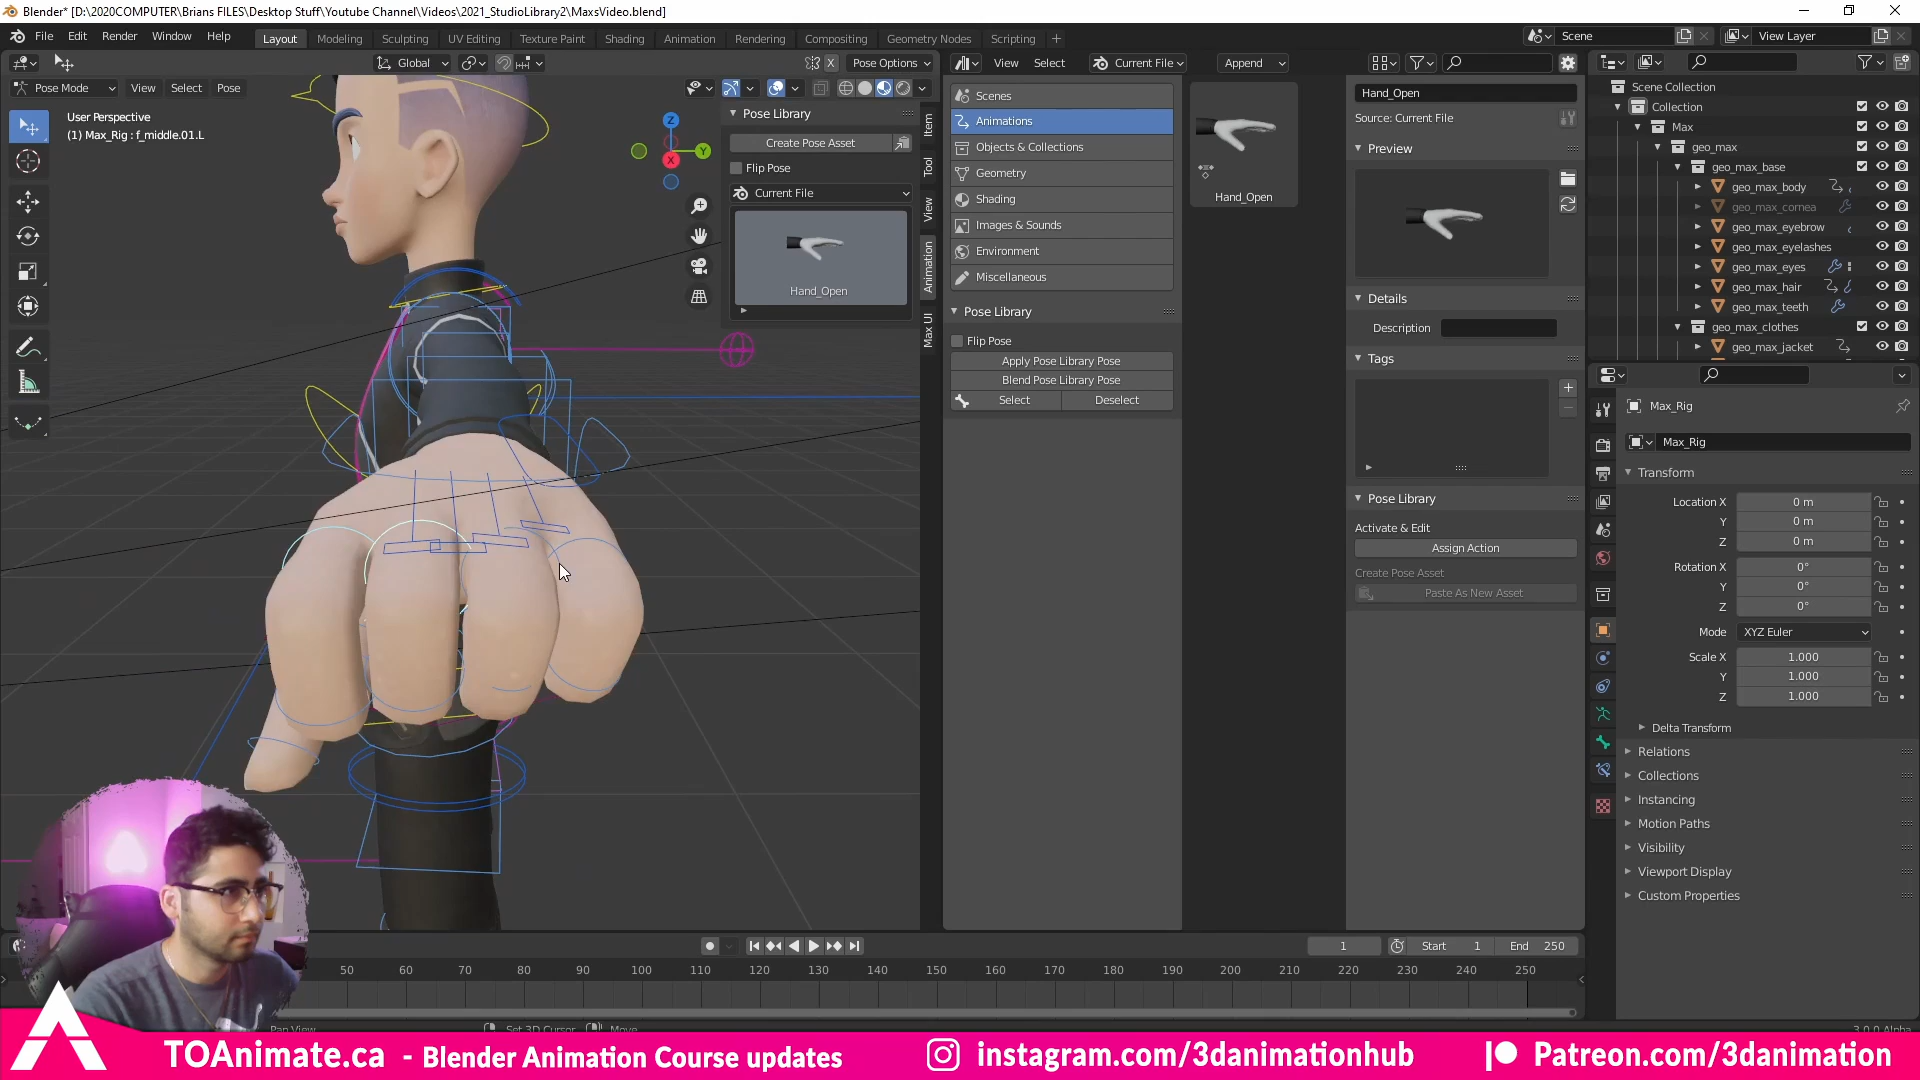 Blender* [D:\2020COMPUTER\Brians FILES\Desktop Stuff\Youtube Channel\Videos\2021_StudioLibrary2\MaxsVideo.blend]
File Edit Render Window Help Layout Modeling Sculpting UV Editing Texture Paint Shading Animation Rendering Compositing Geometry Nodes Scripting + Scene View Layer
Global Pose Options View Select Current File Append
Pose Mode View Select Pose
User Perspective
(1) Max_Rig : f_middle.01.L
X
Z
Y
X
Pose Library
Create Pose Asset
Flip Pose
Current File
Hand_Open
Item
Tool
View
Animation
Max UI
Scenes
Animations
Objects & Collections
Geometry
Shading
Images & Sounds
Environment
Miscellaneous
Pose Library
Flip Pose
Apply Pose Library Pose
Blend Pose Library Pose
Select Deselect
Hand_Open
Hand_Open
Source: Current File
Preview
Details
Description
Tags
Pose Library
Activate & Edit
Assign Action
Create Pose Asset
Paste As New Asset
Scene Collection
Collection
Max
geo_max
geo_max_base
geo_max_body
geo_max_cornea
geo_max_eyebrow
geo_max_eyelashes
geo_max_eyes
geo_max_hair
geo_max_teeth
geo_max_clothes
geo_max_jacket
Max_Rig
Max_Rig
Transform
Location X 0 m
Y 0 m
Z 0 m
Rotation X 0°
Y 0°
Z 0°
Mode XYZ Euler
Scale X 1.000
Y 1.000
Z 1.000
Delta Transform
Relations
Collections
Instancing
Motion Paths
Visibility
Viewport Display
Custom Properties
1 Start 1 End 250
50 60 70 80 90 100 110 120 130 140 150 160 170 180 190 200 210 220 230 240 250
Pan View Set 3D Cursor Move 3.0.0 Alpha
TOAnimate.ca - Blender Animation Course updates instagram.com/3danimationhub Patreon.com/3danimation